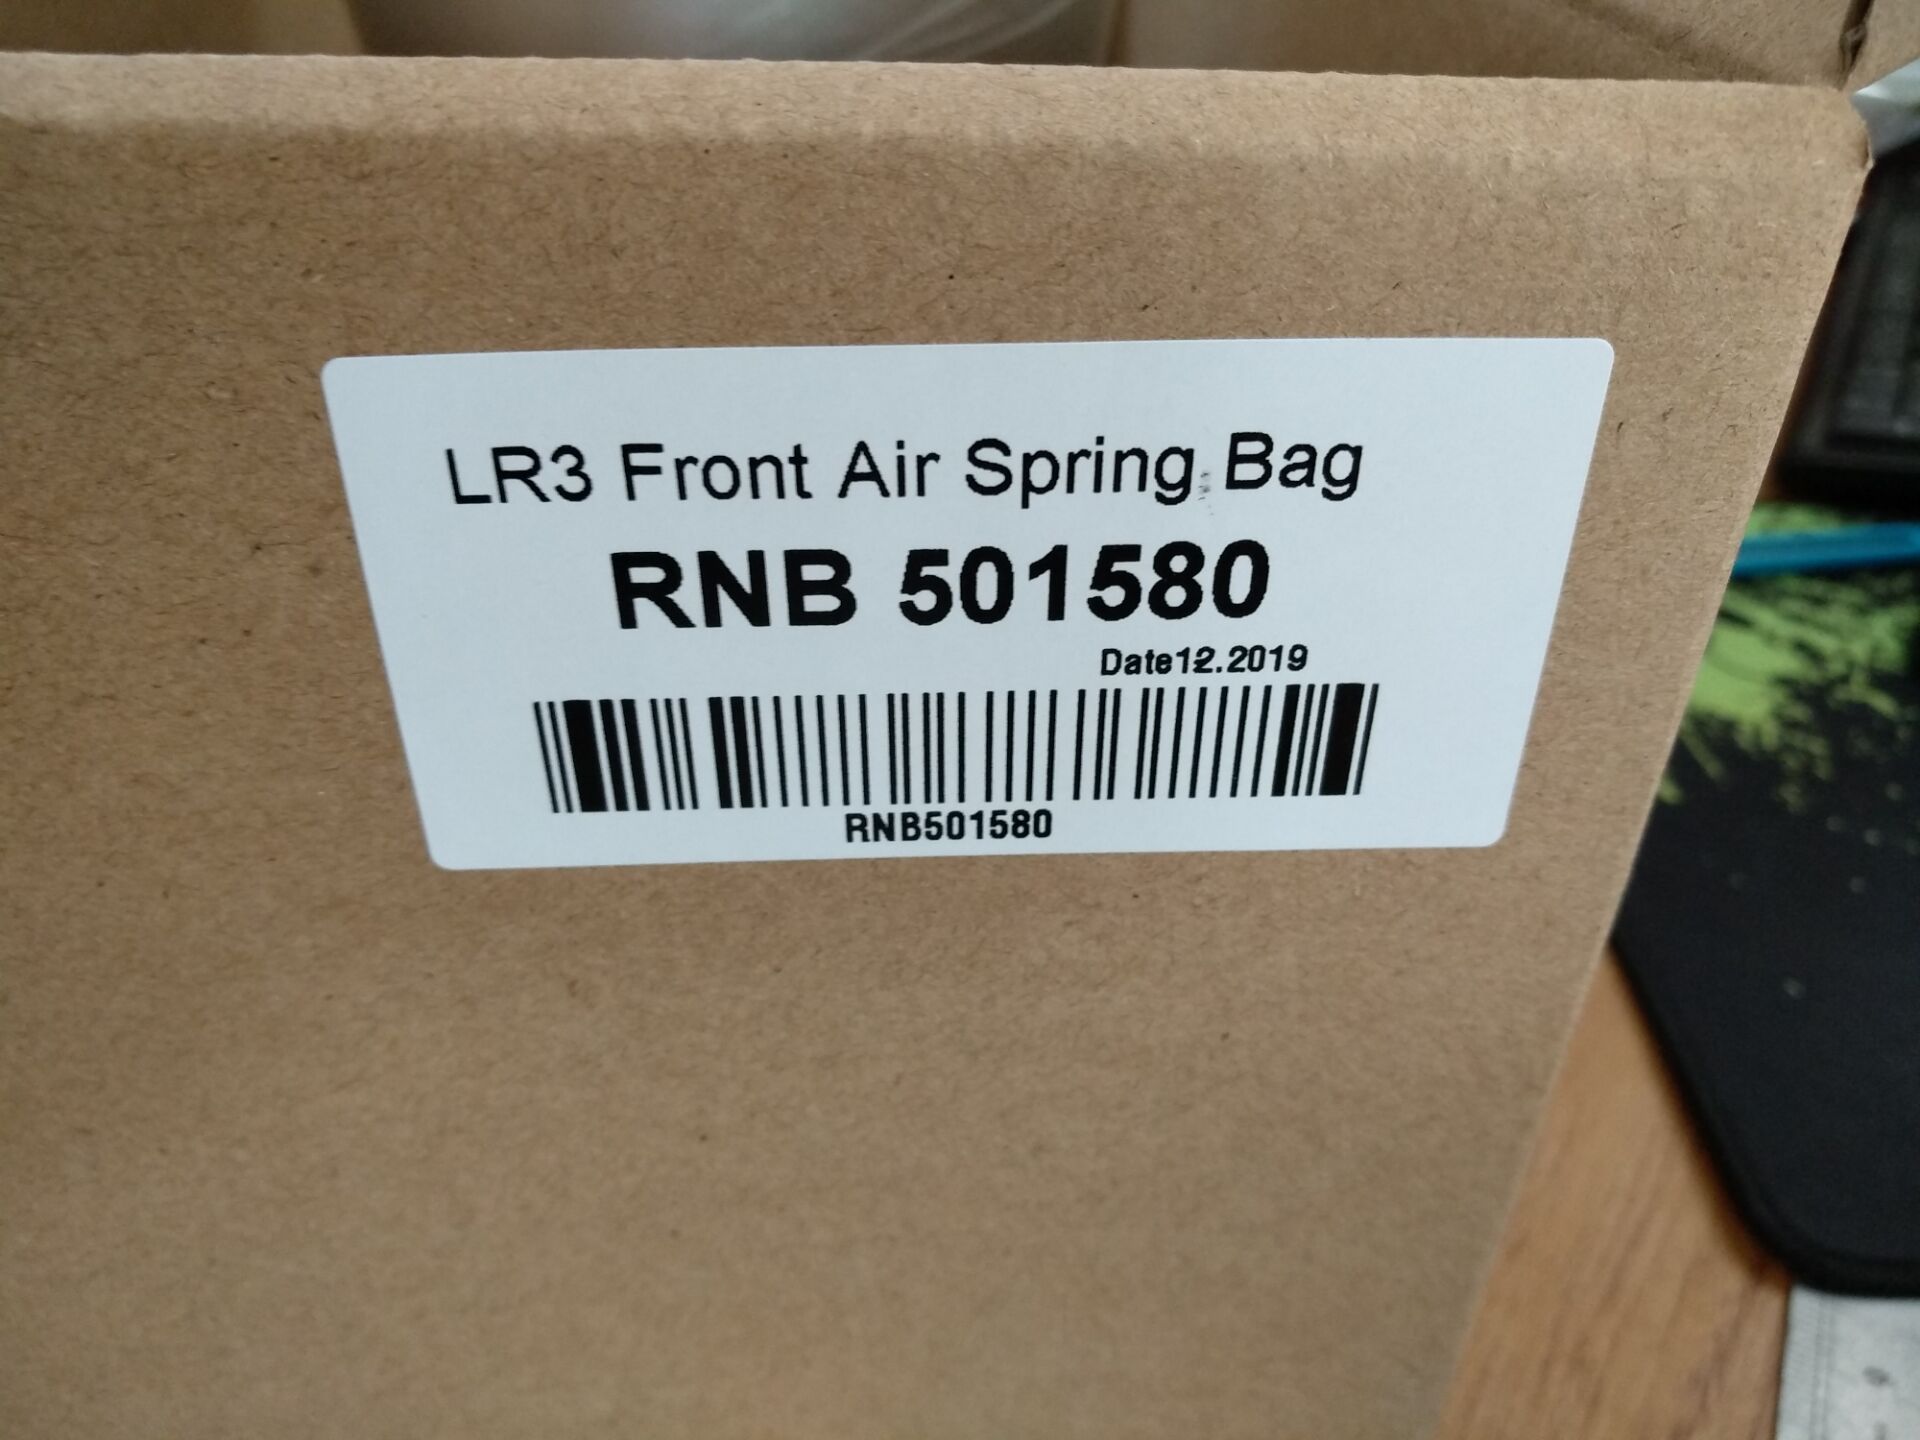 LR3 Front Air Spring Bag
RNB 501580
Date12.2019
RNB501580